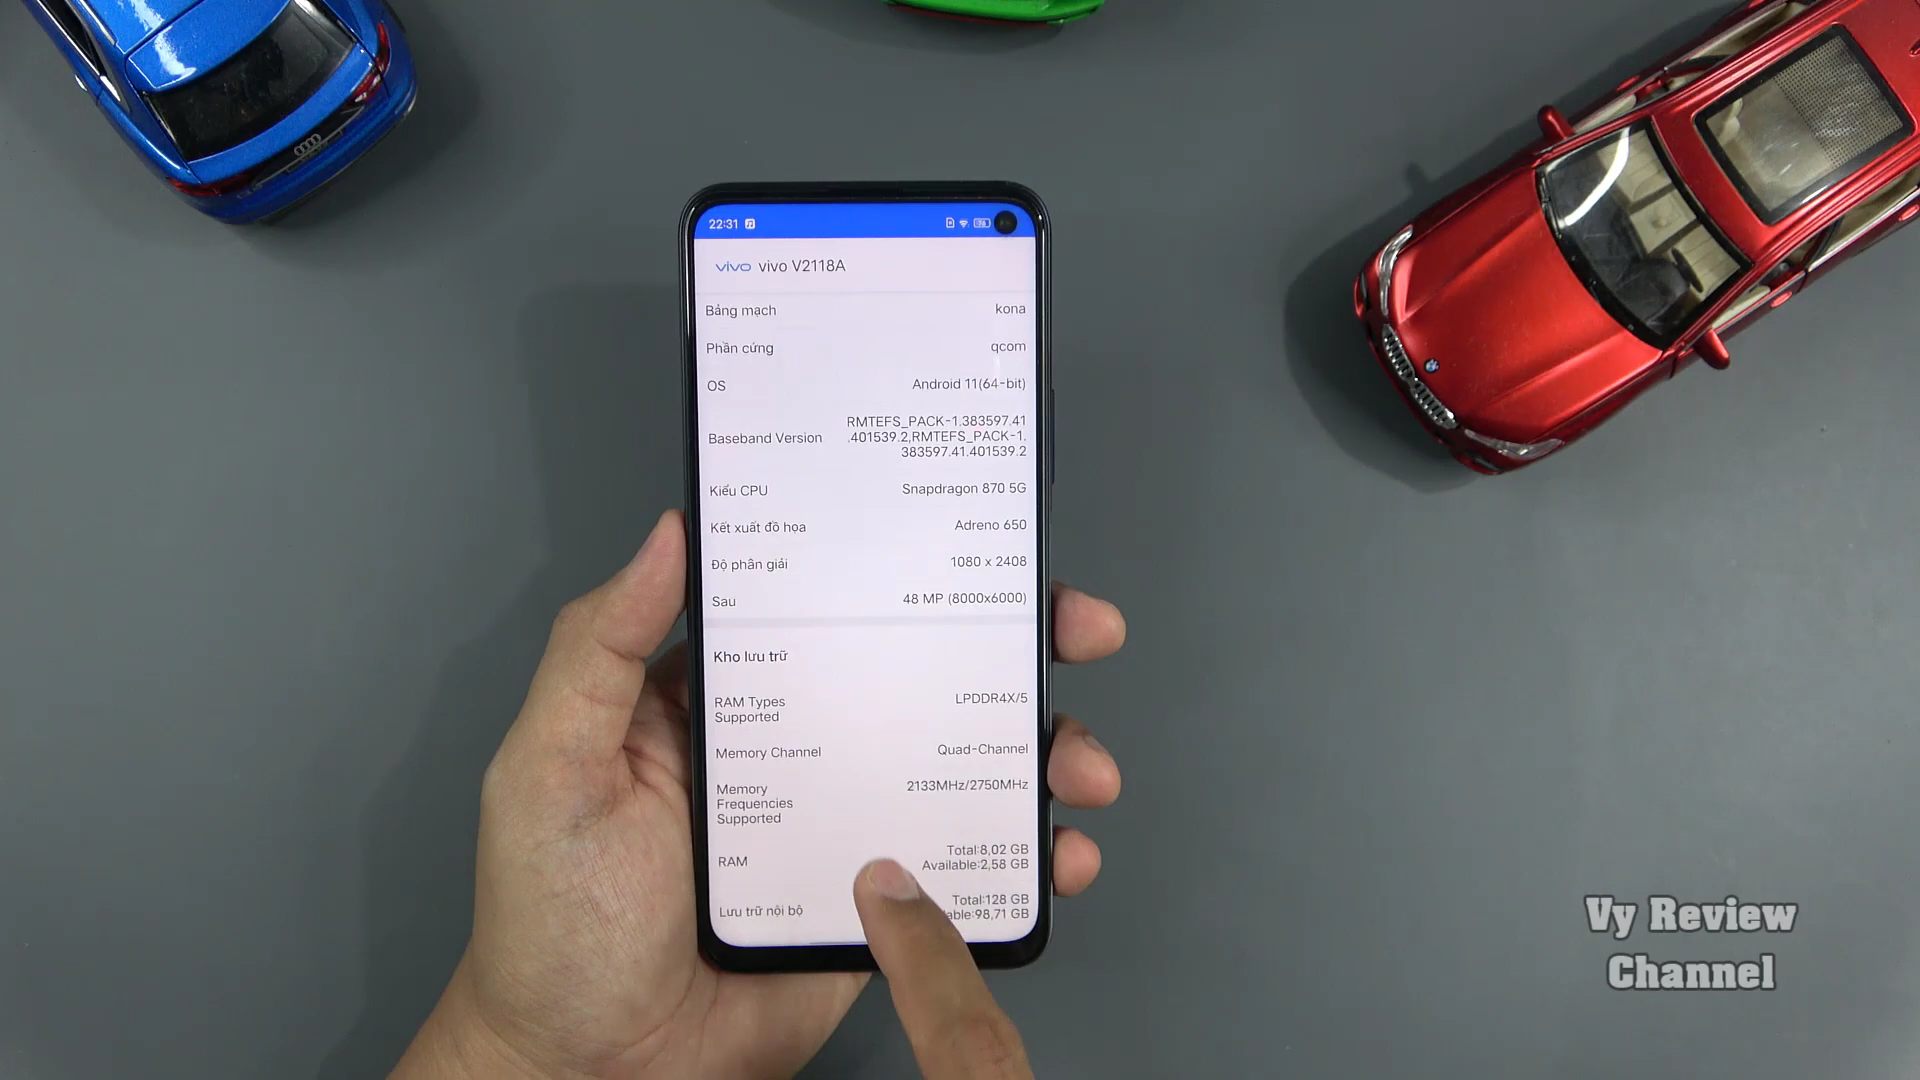 22:31
vivo vivo V2118A
Bảng mạch kona
Phần cứng qcom
OS Android 11(64-bit)
RMTEFS_PACK-1.383597.41
Baseband Version .401539.2,RMTEFS_PACK-1.
383597.41.401539.2
Kiểu CPU Snapdragon 870 5G
Kết xuất đồ họa Adreno 650
Độ phân giải 1080 x 2408
Sau 48 MP (8000x6000)
Kho lưu trữ
RAM Types LPDDR4X/5
Supported
Memory Channel Quad-Channel
Memory 2133MHz/2750MHz
Frequencies
Supported
Total:8,02 GB
RAM Available:2,58 GB
Total:128 GB
Lưu trữ nội bộ lable:98,71 GB
Vy Review
Channel